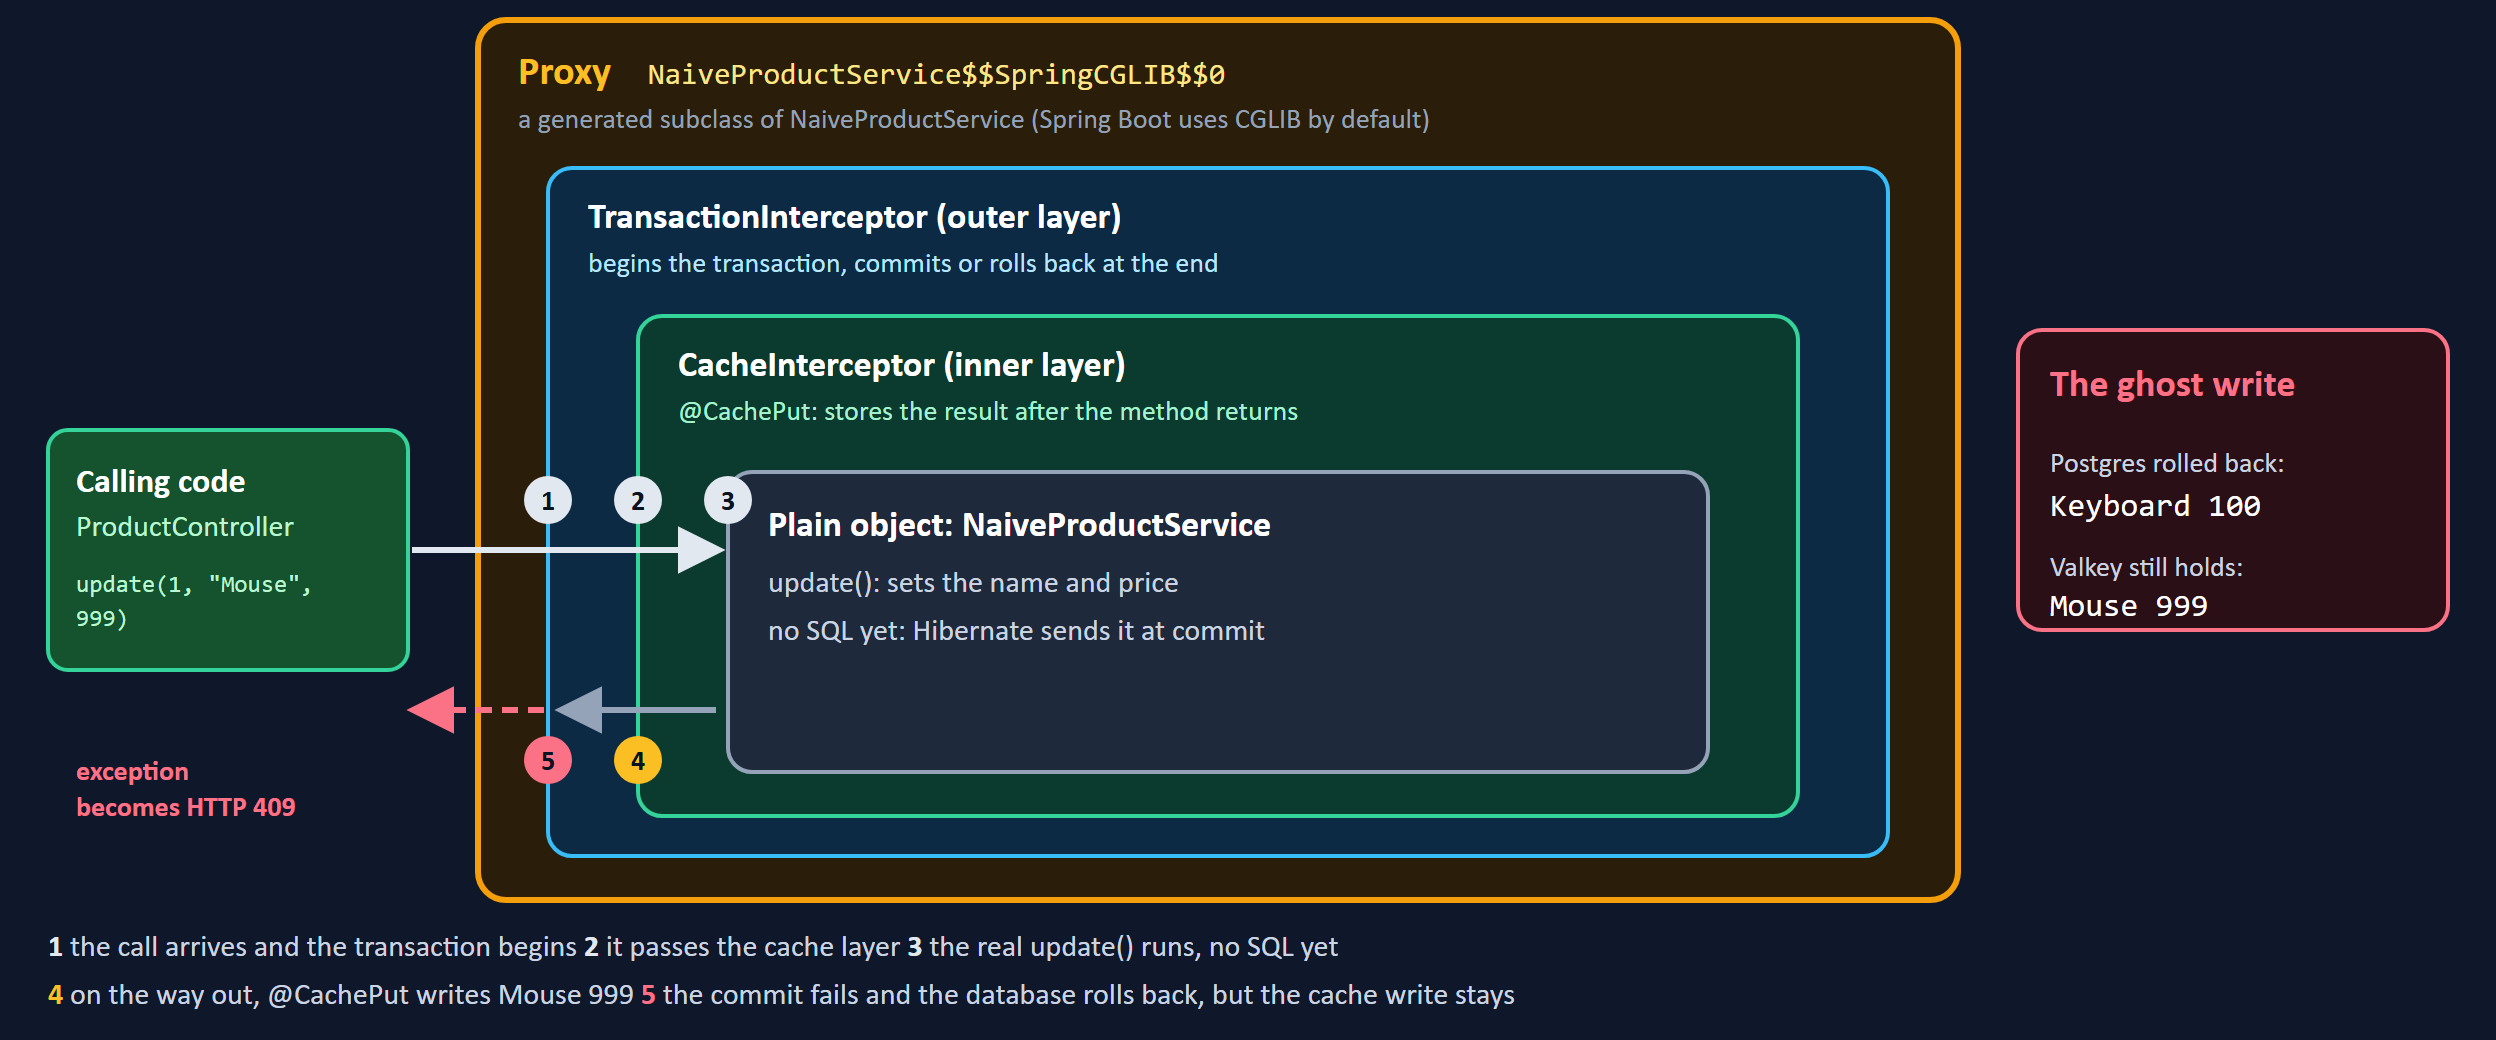 Proxy NaiveProductService$$SpringCGLIB$$0
a generated subclass of NaiveProductService (Spring Boot uses CGLIB by default)
TransactionInterceptor (outer layer)
begins the transaction, commits or rolls back at the end
CacheInterceptor (inner layer)
@CachePut: stores the result after the method returns
Calling code
ProductController
update(1, "Mouse",
999)
1
2
3
Plain object: NaiveProductService
update(): sets the name and price
no SQL yet: Hibernate sends it at commit
5
4
exception
becomes HTTP 409
The ghost write
Postgres rolled back:
Keyboard 100
Valkey still holds:
Mouse 999
1 the call arrives and the transaction begins 2 it passes the cache layer 3 the real update() runs, no SQL yet
4 on the way out, @CachePut writes Mouse 999 5 the commit fails and the database rolls back, but the cache write stays